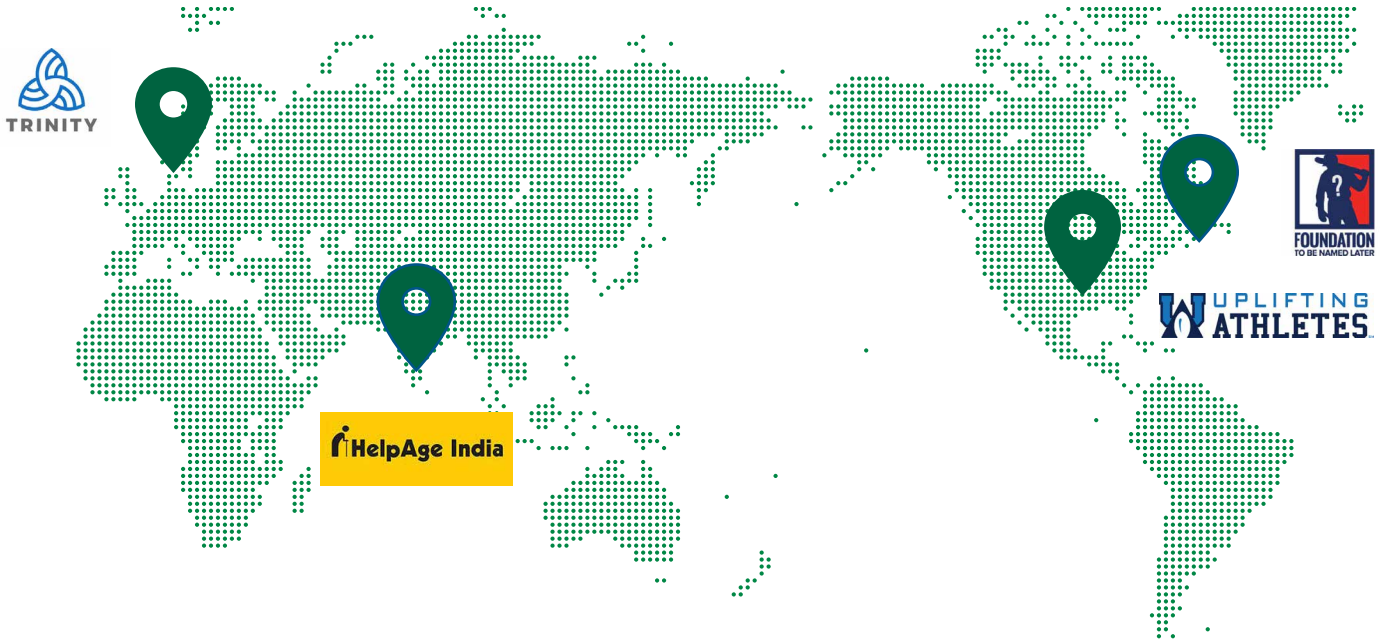 TRINITY
?
FOUNDATION
TO BE NAMED LATER
UPLIFTING
ATHLETES
HelpAge India